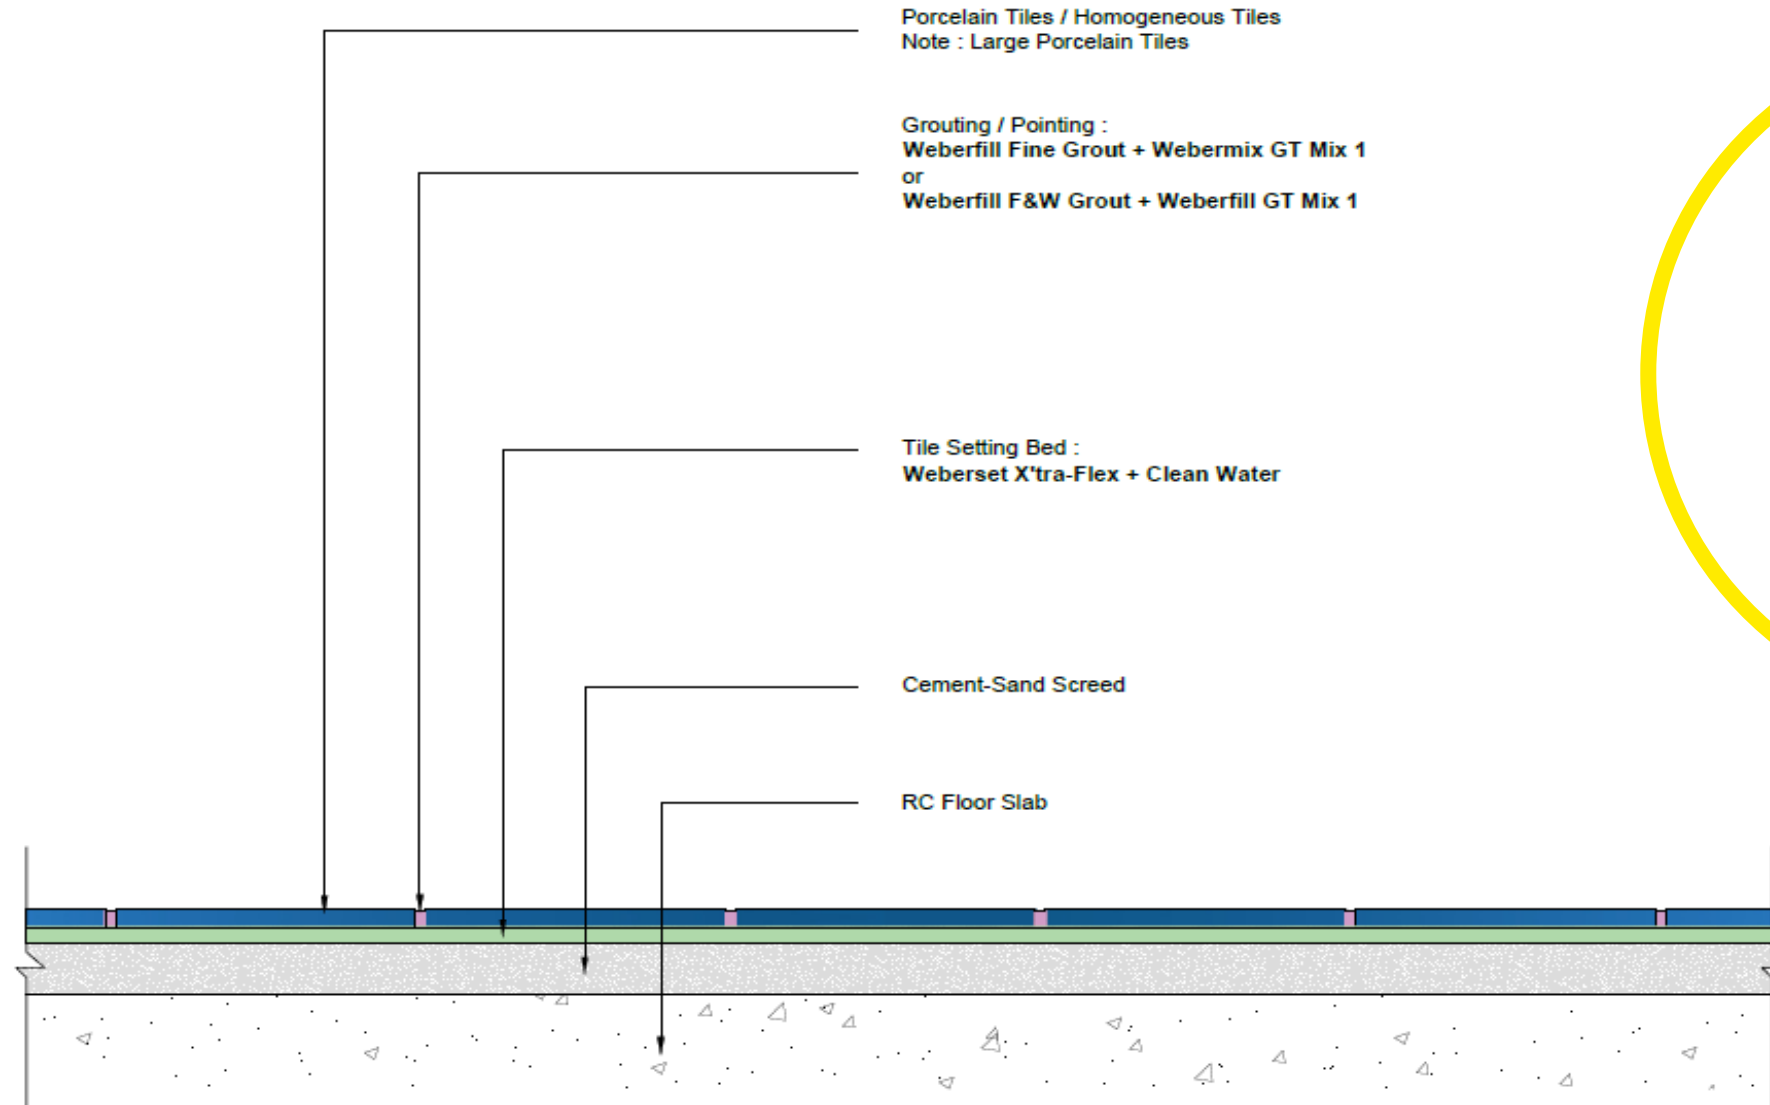 Porcelain Tiles / Homogeneous Tiles
Note : Large Porcelain Tiles
Grouting / Pointing :
Weberfill Fine Grout + Webermix GT Mix 1
or
Weberfill F&W Grout + Weberfill GT Mix 1
Tile Setting Bed :
Weberset X'tra-Flex + Clean Water
Cement-Sand Screed
RC Floor Slab